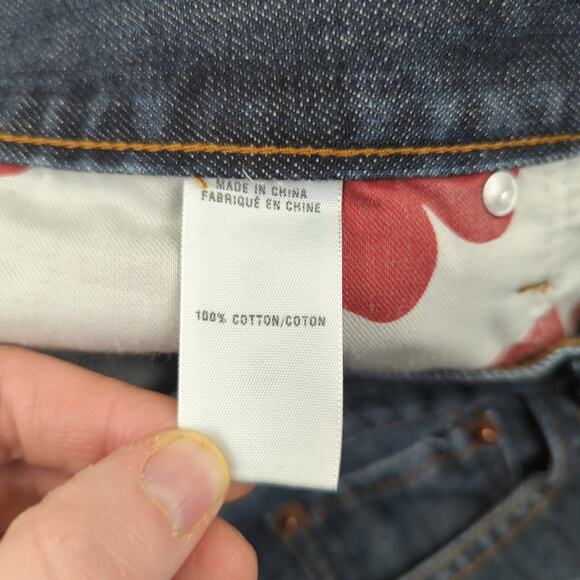 MADE IN CHINA
FABRIQUÉ EN CHINE
100% COTTON/COTON